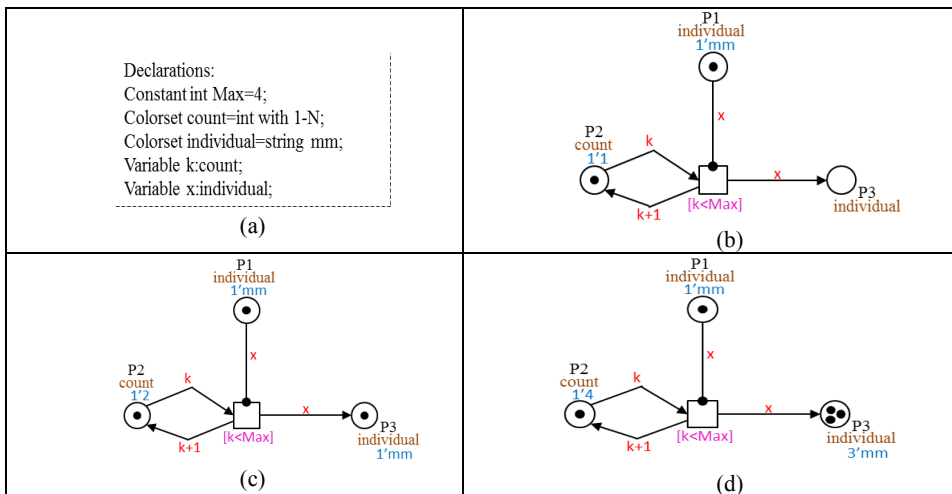 Declarations:
Constant int Max=4;
Colorset count=int with 1-N;
Colorset individual=string mm;
Variable k:count;
Variable x:individual;
(a)
P1
individual
1'mm
x
P2
count
1'1
k
k+1
[k<Max]
x
P3
individual
(b)
P1
individual
1'mm
x
P2
count
1'2
k
k+1
[k<Max]
x
P3
individual
1'mm
(c)
P1
individual
1'mm
x
P2
count
1'4
k
k+1
[k<Max]
x
P3
individual
3'mm
(d)